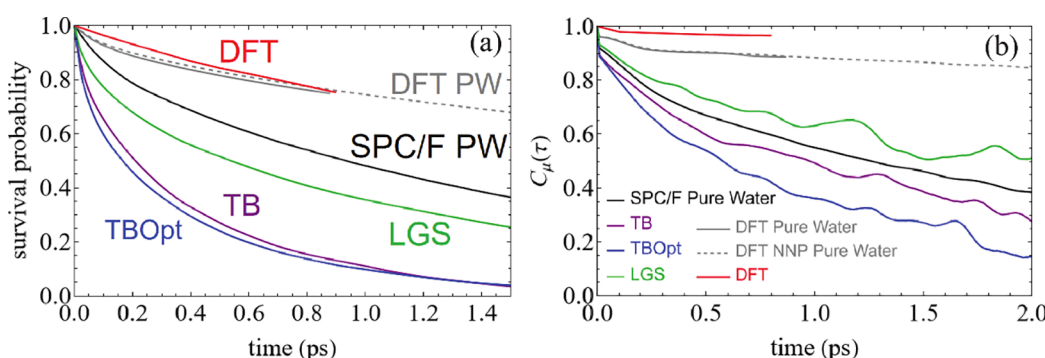 (a)
survival probability
1.0
0.8
0.6
0.4
0.2
0.0
DFT
DFT PW
SPC/F PW
TB
LGS
TBOpt
0.0 0.2 0.4 0.6 0.8 1.0 1.2 1.4
time (ps)
(b)
Cμ(τ)
1.0
0.8
0.6
0.4
0.2
0.0
SPC/F Pure Water
TB
DFT Pure Water
TBOpt
DFT NNP Pure Water
LGS
DFT
0.0 0.5 1.0 1.5 2.0
time (ps)